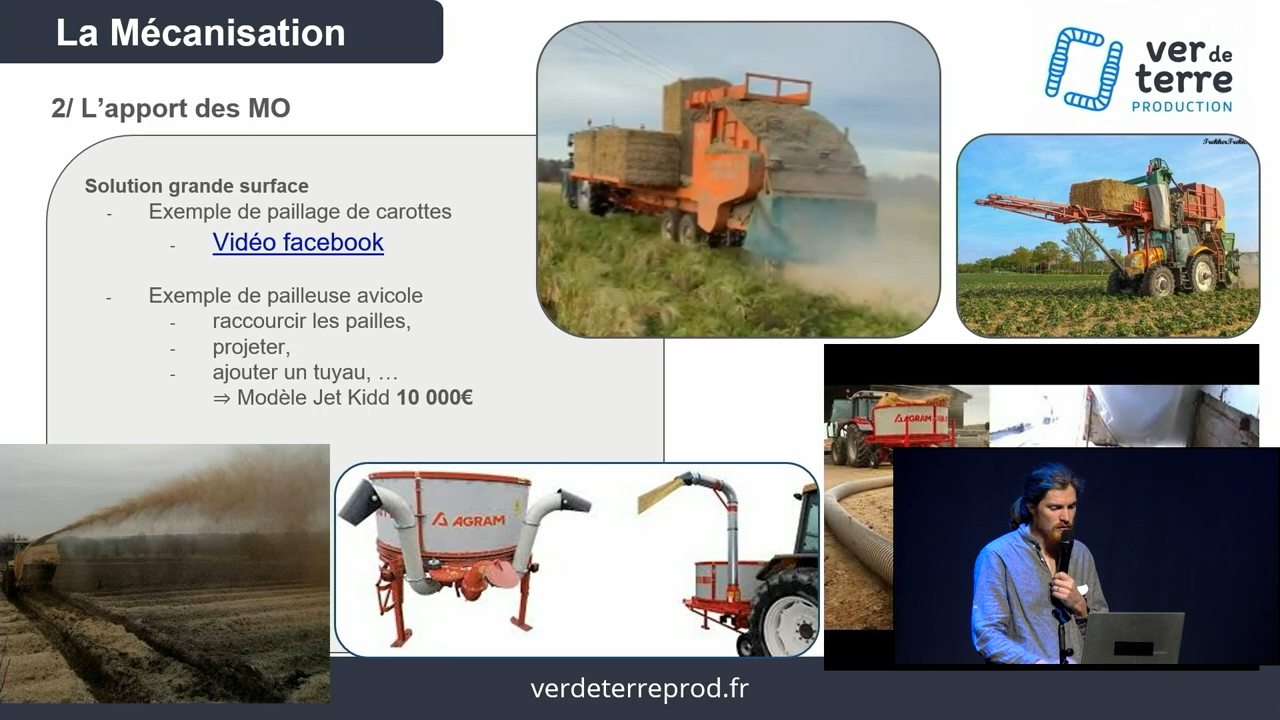 La Mécanisation
ver de
terre
PRODUCTION
2/ L'apport des MO
Solution grande surface
- Exemple de paillage de carottes
- Vidéo facebook
- Exemple de pailleuse avicole
- raccourcir les pailles,
- projeter,
- ajouter un tuyau, …
⇒ Modèle Jet Kidd 10 000€
AGRAM
AGRAM
verdeterreprod.fr